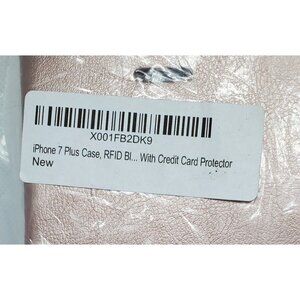 X001FB2DK9
iPhone 7 Plus Case, RFID Bl... With Credit Card Protector
New